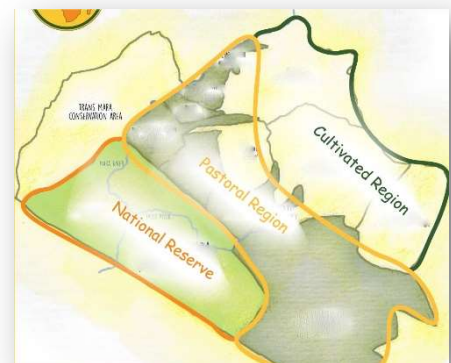 TRANS MARA
CONSERVATION AREA
Cultivated Region
Pastoral Region
National Reserve